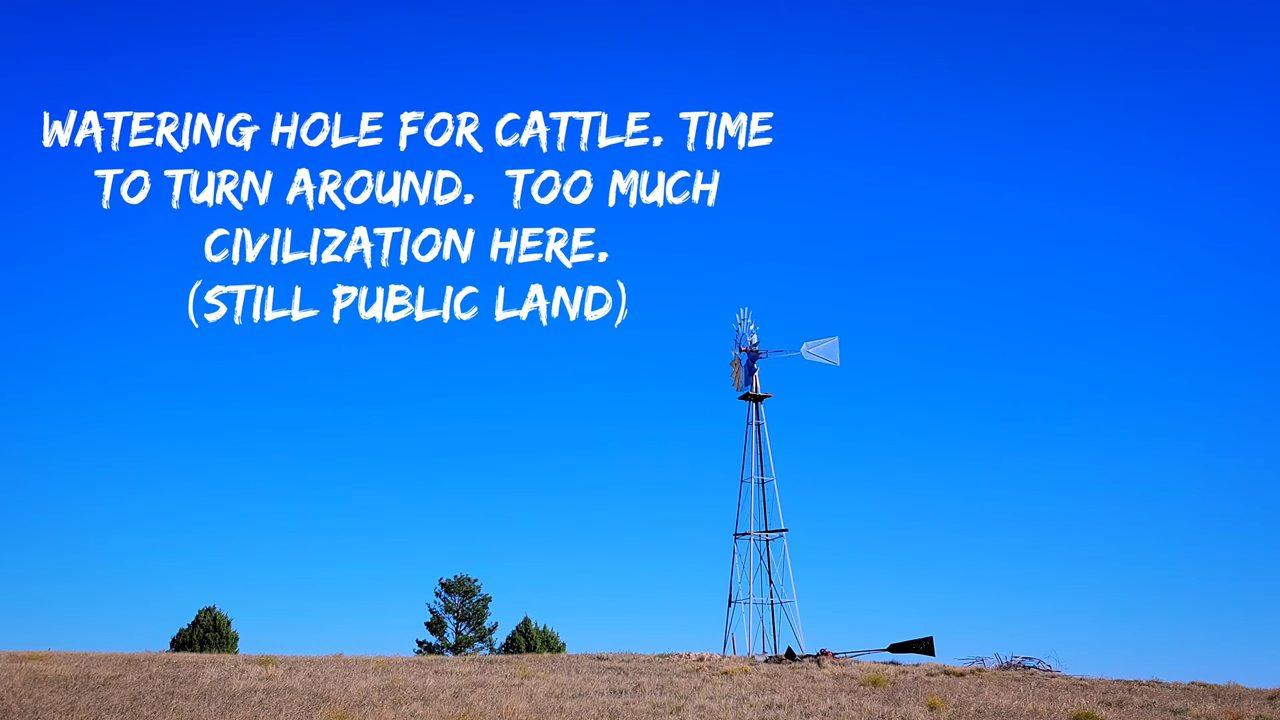 WATERING HOLE FOR CATTLE. TIME
TO TURN AROUND. TOO MUCH
CIVILIZATION HERE.
(STILL PUBLIC LAND)